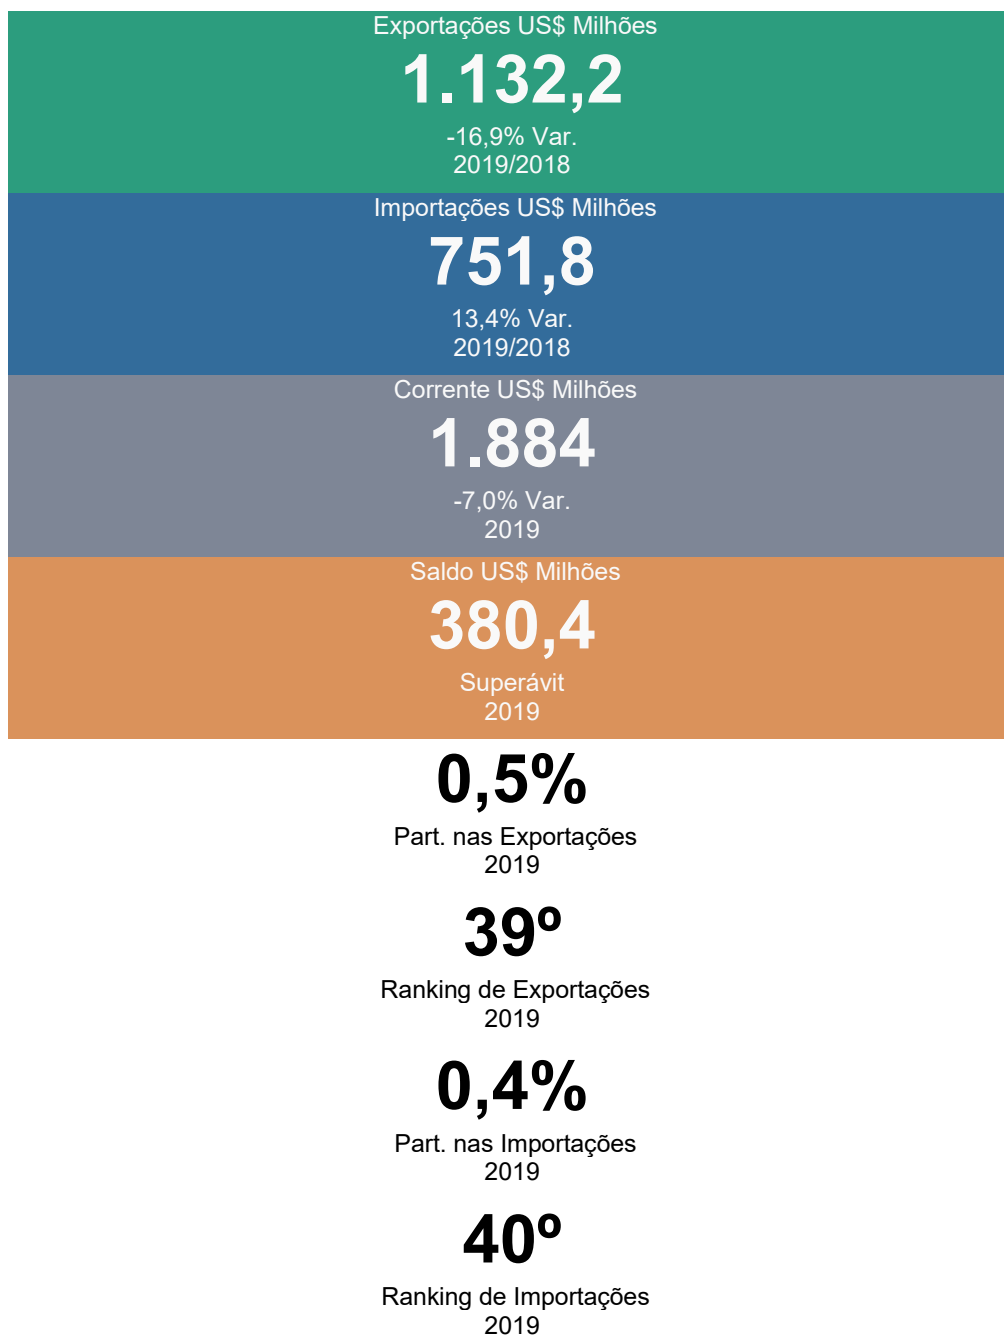 Exportações US$ Milhões
1.132,2
-16,9% Var.
2019/2018
Importações US$ Milhões
751,8
13,4% Var.
2019/2018
Corrente US$ Milhões
1.884
-7,0% Var.
2019
Saldo US$ Milhões
380,4
Superávit
2019
0,5%
Part. nas Exportações
2019
39º
Ranking de Exportações
2019
0,4%
Part. nas Importações
2019
40º
Ranking de Importações
2019